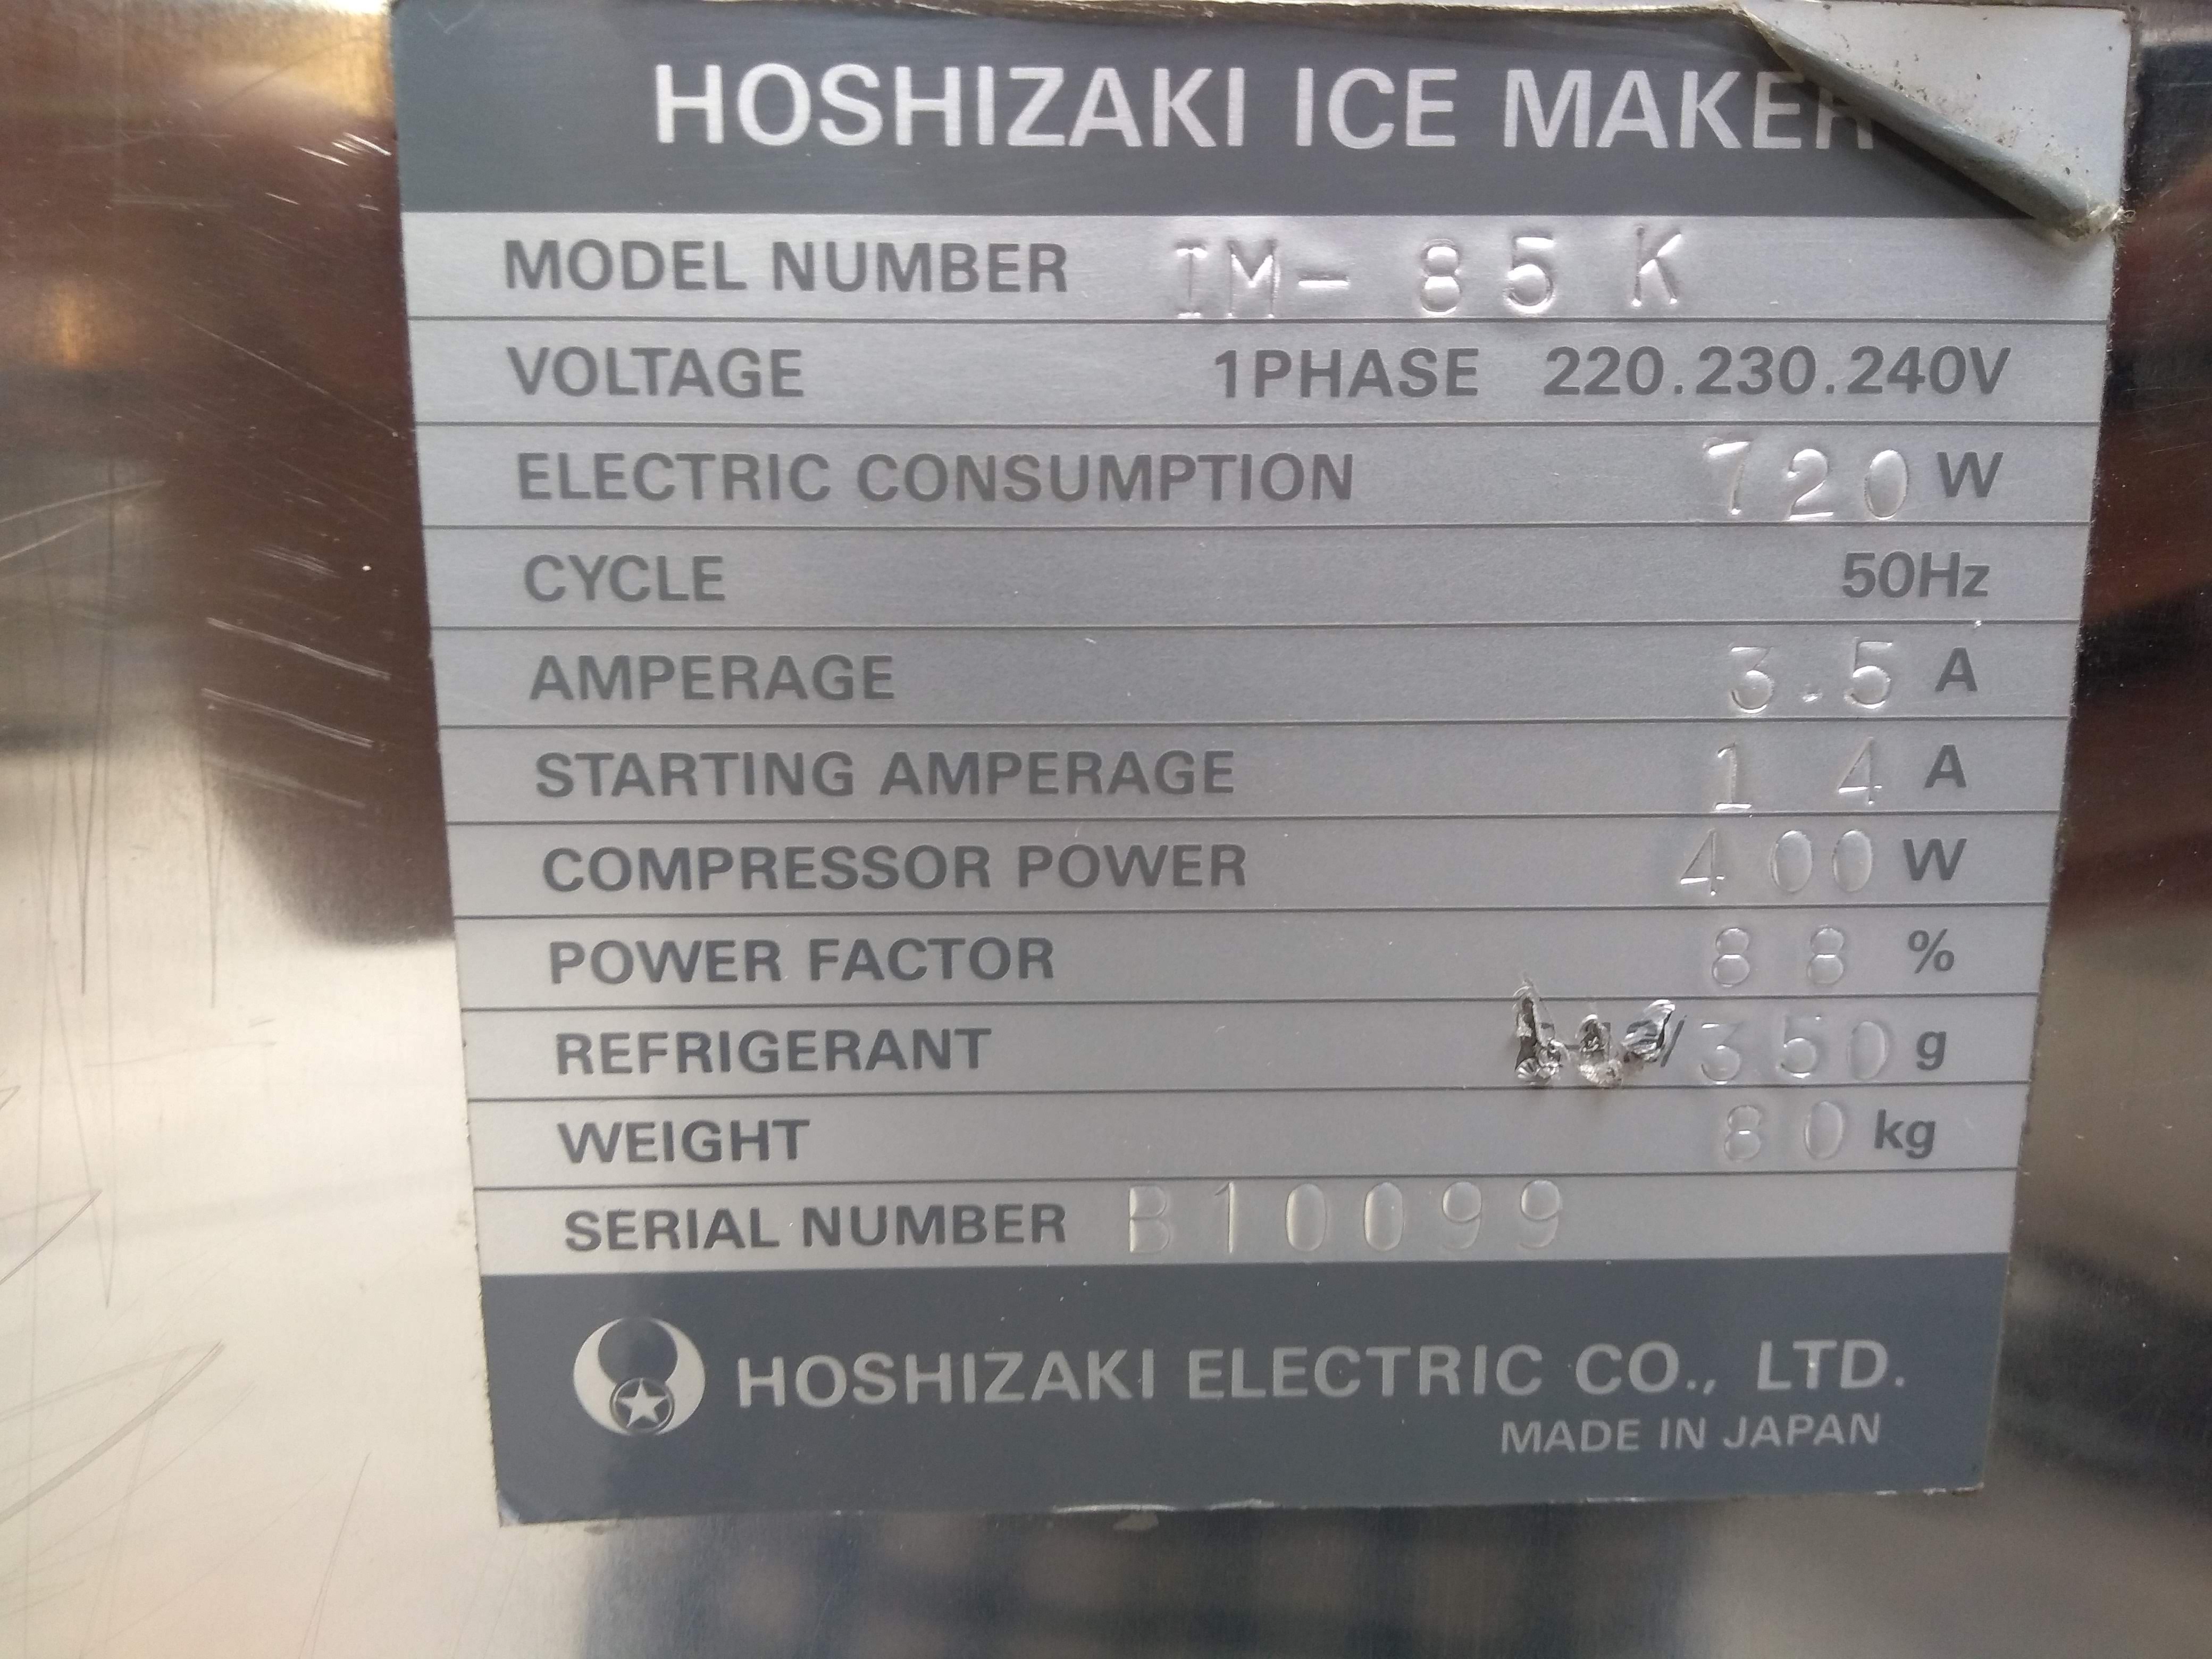 HOSHIZAKI ICE MAKER
MODEL NUMBER IM-85K
VOLTAGE 1PHASE 220.230.240V
ELECTRIC CONSUMPTION 720 W
CYCLE 50Hz
AMPERAGE 3.5 A
STARTING AMPERAGE 14 A
COMPRESSOR POWER 400 W
POWER FACTOR 88 %
REFRIGERANT /350 g
WEIGHT 80 kg
SERIAL NUMBER B10099
HOSHIZAKI ELECTRIC CO., LTD.
MADE IN JAPAN